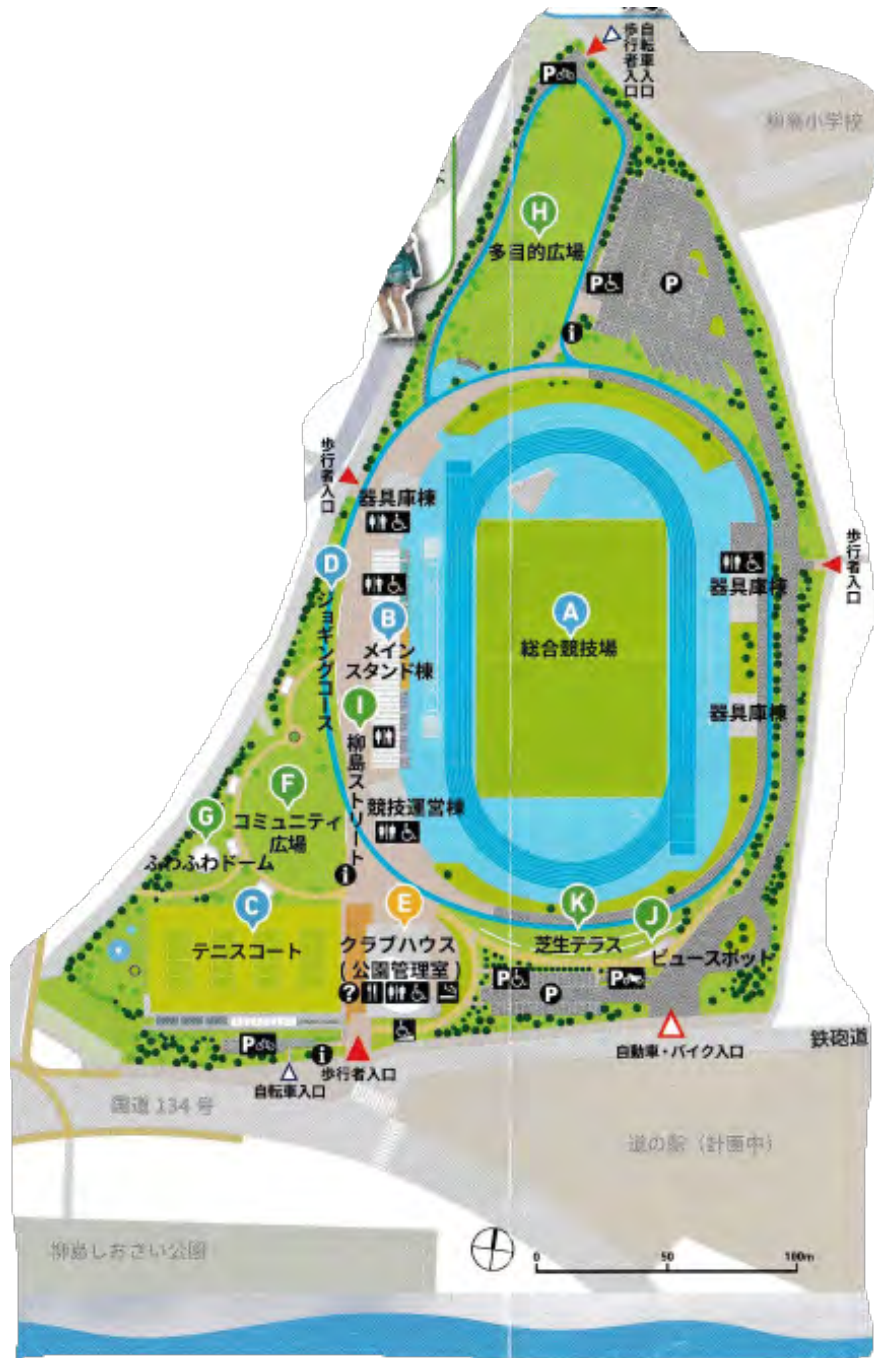 自転車入口
歩行者入口
P
柳島小学校
H
多目的広場
P
P
i
歩行者入口
器具庫棟
歩行者入口
D
ジョギングコース
B
メイン
スタンド棟
A
総合競技場
器具庫棟
I
柳島ストリート
器具庫棟
F
コミュニティ
広場
G
ふわふわドーム
競技運営棟
i
C
テニスコート
E
クラブハウス
(公園管理室)
?
K
芝生テラス
J
ビュースポット
P
P
P
P
i
自転車入口
歩行者入口
自動車・バイク入口
鉄砲道
国道 134 号
道の駅（計画中）
柳島しおさい公園
0 50 100m